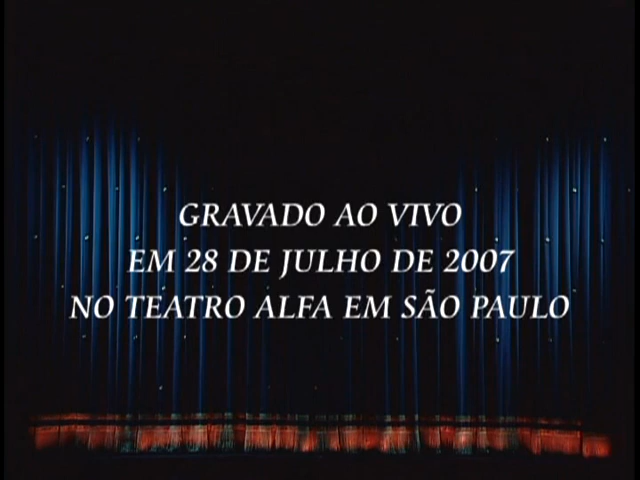 GRAVADO AO VIVO
EM 28 DE JULHO DE 2007
NO TEATRO ALFA EM SÃO PAULO